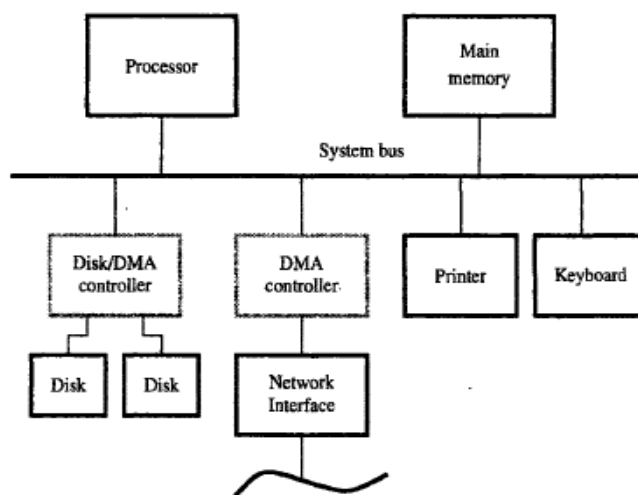 Processor
Main
memory
System bus
Disk/DMA
controller
DMA
controller
Printer
Keyboard
Disk
Disk
Network
Interface